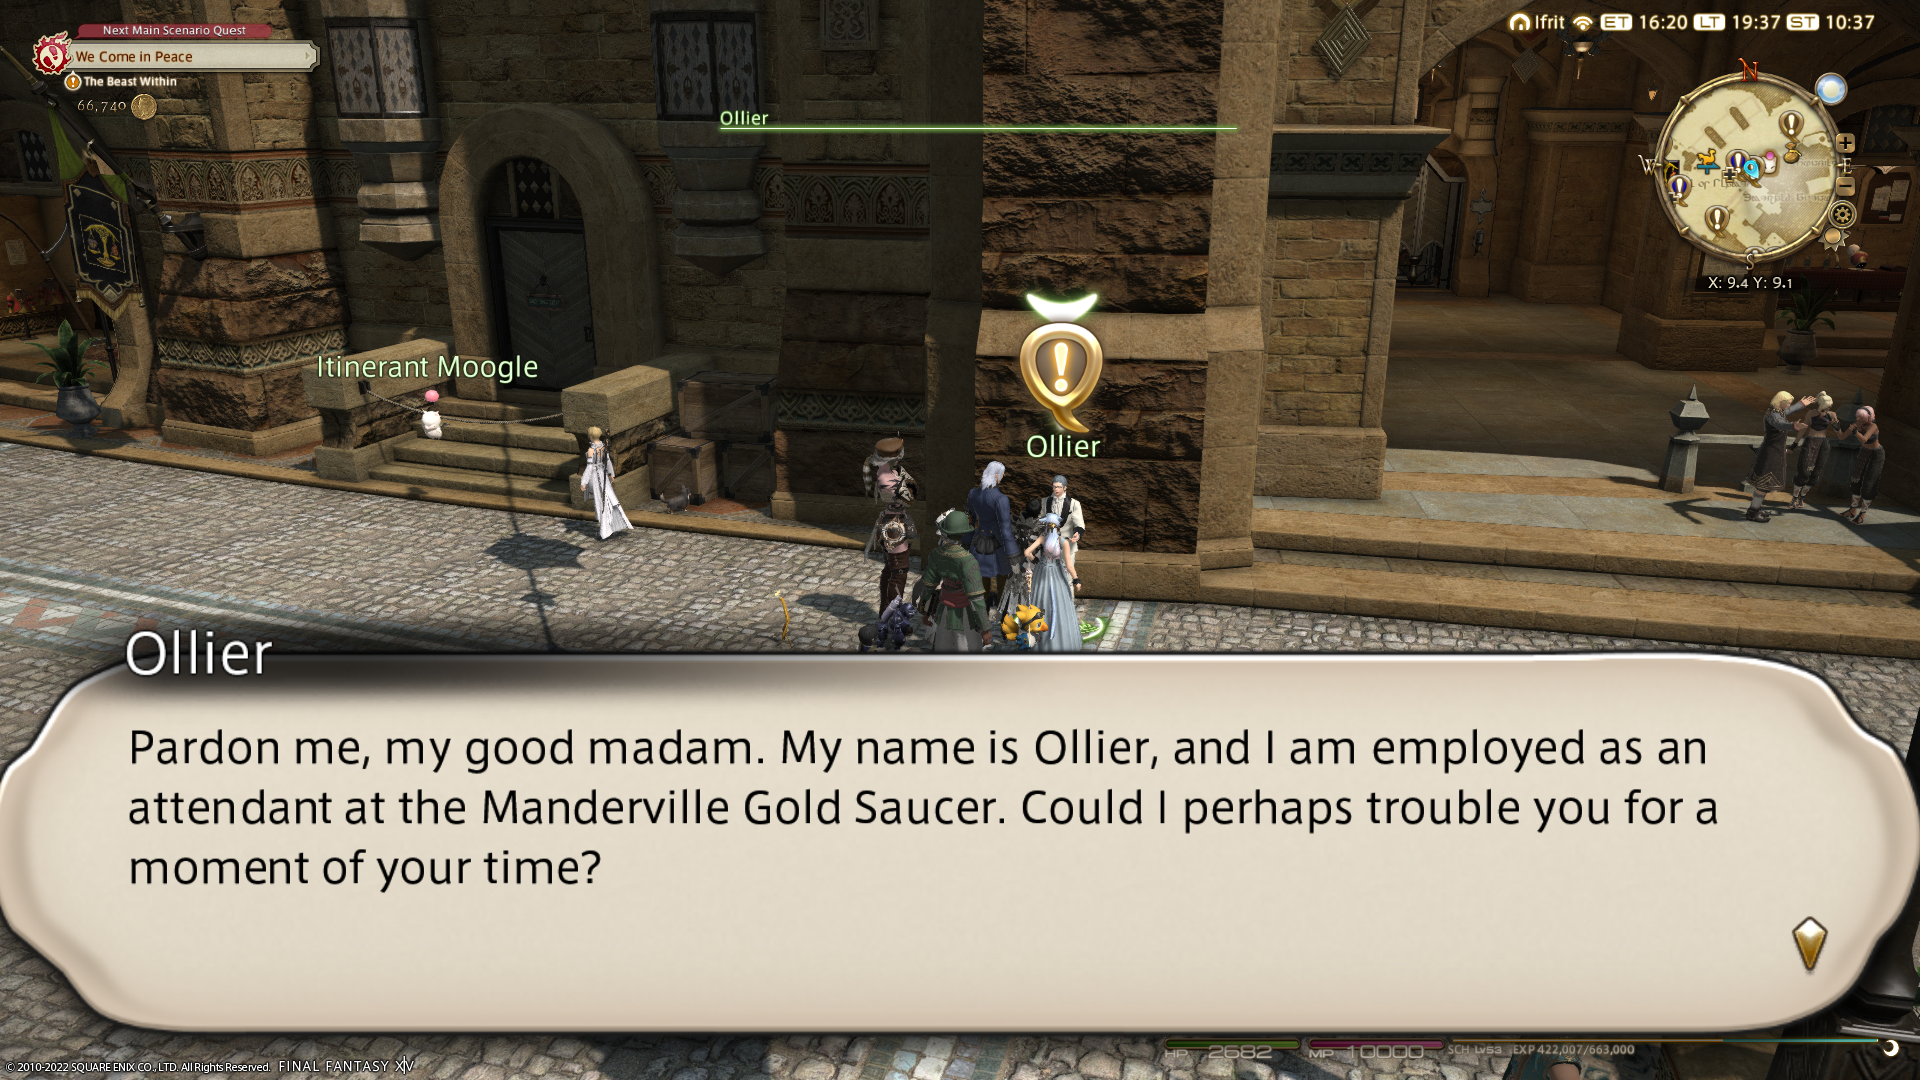 Next Main Scenario Quest
We Come in Peace
The Beast Within
66,740
Ifrit ET 16:20 LT 19:37 ST 10:37
N
W
E
S
X: 9.4 Y: 9.1
Ollier
Itinerant Moogle
Ollier
Ollier
Pardon me, my good madam. My name is Ollier, and I am employed as an
attendant at the Manderville Gold Saucer. Could I perhaps trouble you for a
moment of your time?
HP 2682 MP 10000 SCH Lv53 EXP 422,007/663,000
© 2010-2022 SQUARE ENIX CO., LTD. All Rights Reserved. FINAL FANTASY XIV